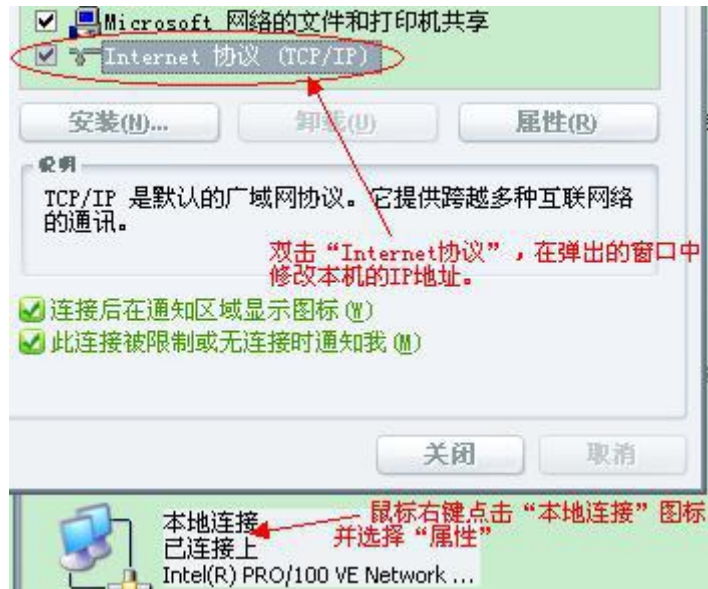 Microsoft 网络的文件和打印机共享
Internet 协议 (TCP/IP)
安装(N)...
卸载(U)
属性(R)
说明
TCP/IP 是默认的广域网协议。它提供跨越多种互联网络
的通讯。
双击“Internet协议”，在弹出的窗口中
修改本机的IP地址。
连接后在通知区域显示图标(W)
此连接被限制或无连接时通知我(M)
关闭
取消
本地连接
已连接上
Intel(R) PRO/100 VE Network ...
鼠标右键点击“本地连接”图标
并选择“属性”